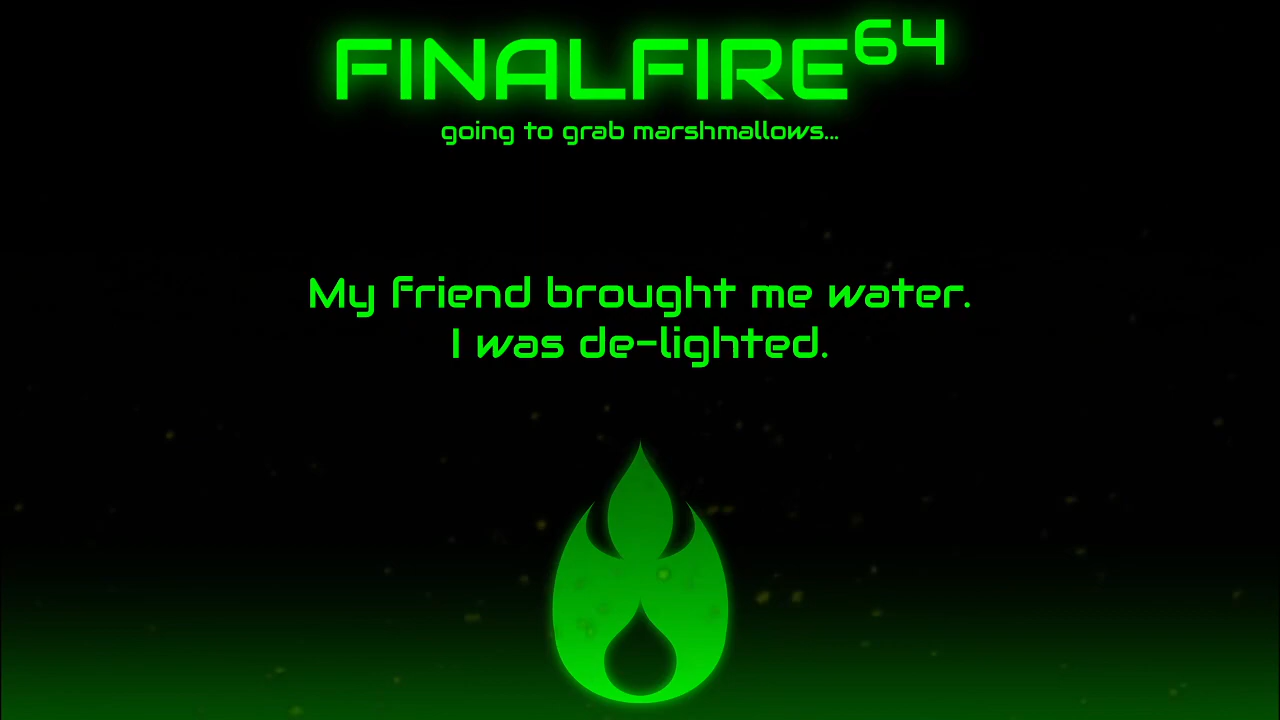 FINALFIRE64
going to grab marshmallows...
My friend brought me water.
I was de-lighted.